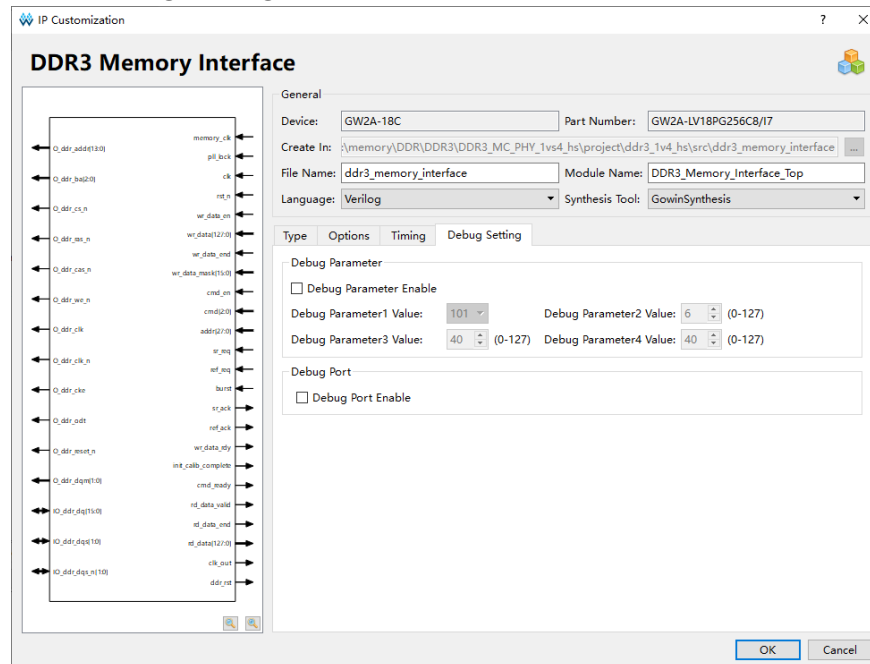 IP Customization
? ×
DDR3 Memory Interface
memory_clk
pll_lock
clk
rst_n
wr_data_en
wr_data(127:0)
wr_data_end
wr_data_mask(15:0)
cmd_en
cmd(2:0)
addr(27:0)
sr_req
ref_req
burst
sr_ack
ref_ack
wr_data_rdy
init_calib_complete
cmd_ready
rd_data_valid
rd_data_end
rd_data(127:0)
clk_out
ddr_rst
O_ddr_addr(13:0)
O_ddr_ba(2:0)
O_ddr_cs_n
O_ddr_ras_n
O_ddr_cas_n
O_ddr_we_n
O_ddr_clk
O_ddr_clk_n
O_ddr_cke
O_ddr_odt
O_ddr_reset_n
O_ddr_dqm(1:0)
IO_ddr_dq(15:0)
IO_ddr_dqs(1:0)
IO_ddr_dqs_n(1:0)
General
Device: GW2A-18C Part Number: GW2A-LV18PG256C8/I7
Create In: :\memory\DDR\DDR3\DDR3_MC_PHY_1vs4_hs\project\ddr3_1v4_hs\src\ddr3_memory_interface ...
File Name: ddr3_memory_interface Module Name: DDR3_Memory_Interface_Top
Language: Verilog Synthesis Tool: GowinSynthesis
Type Options Timing Debug Setting
Debug Parameter
Debug Parameter Enable
Debug Parameter1 Value: 101 Debug Parameter2 Value: 6 (0-127)
Debug Parameter3 Value: 40 (0-127) Debug Parameter4 Value: 40 (0-127)
Debug Port
Debug Port Enable
OK Cancel